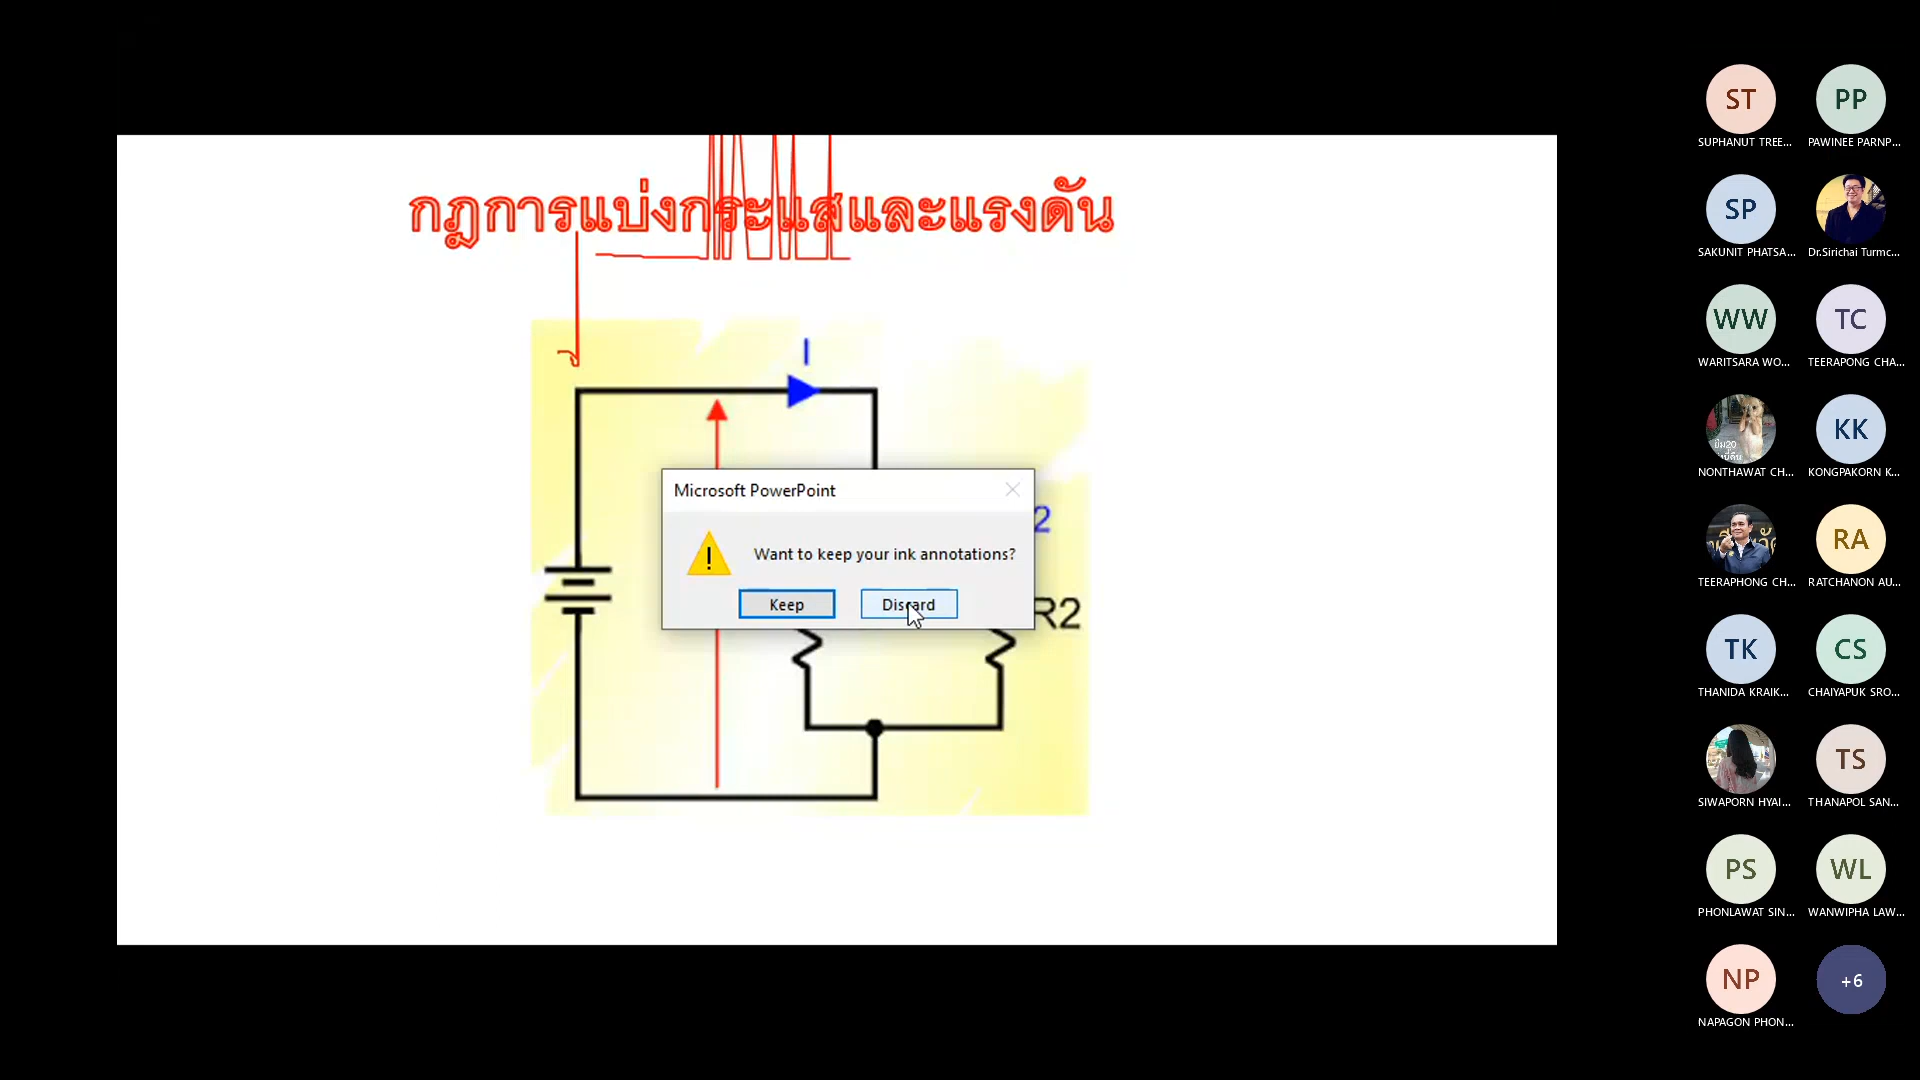 กฎการแบ่งกระแสและแรงดัน
I
Microsoft PowerPoint
Want to keep your ink annotations?
Keep
Discard
2
R2
ST
SUPHANUT TREE...
PP
PAWINEE PARNP...
SP
SAKUNIT PHATSA...
Dr.Sirichai Turmc...
WW
WARITSARA WO...
TC
TEERAPONG CHA...
NONTHAWAT CH...
KK
KONGPAKORN K...
TEERAPHONG CH...
RA
RATCHANON AU...
TK
THANIDA KRAIK...
CS
CHAIYAPUK SRO...
SIWAPORN HYAI...
TS
THANAPOL SAN...
PS
PHONLAWAT SIN...
WL
WANWIPHA LAW...
NP
NAPAGON PHON...
+6